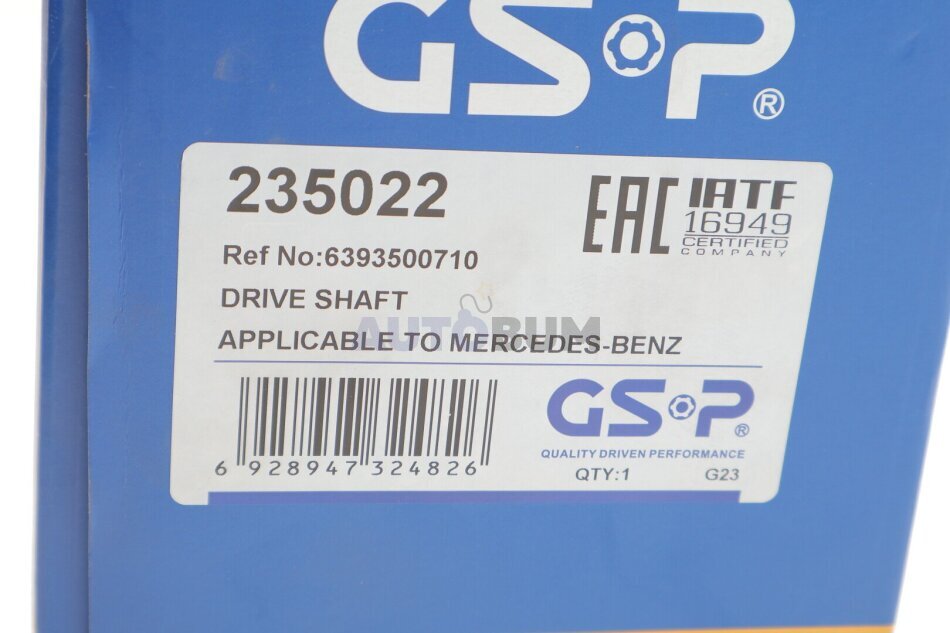 GSP®
235022
EAC
IATF
16949
CERTIFIED
COMPANY
Ref No:6393500710
DRIVE SHAFT
AUTOBUM
APPLICABLE TO MERCEDES-BENZ
6 928947 324826
GSP®
QUALITY DRIVEN PERFORMANCE
QTY:1 G23